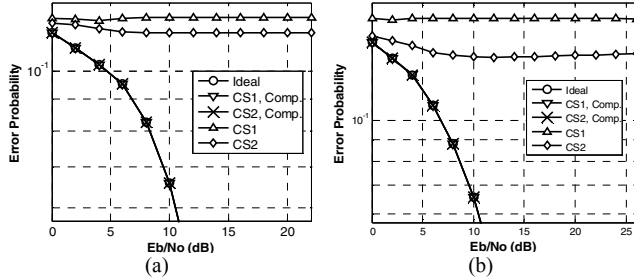 Error Probability
10-1
Ideal
CS1, Comp.
CS2, Comp.
CS1
CS2
0 5 10 15 20
Eb/No (dB)
(a)
Error Probability
10-1
Ideal
CS1, Comp.
CS2, Comp.
CS1
CS2
0 5 10 15 20 25
Eb/No (dB)
(b)